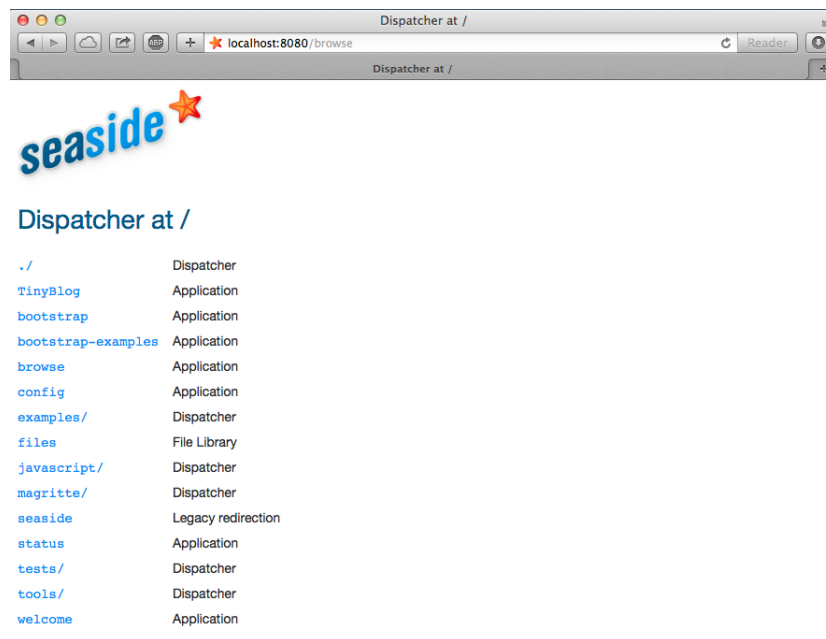 Dispatcher at /
ABP
+
localhost:8080/browse
Reader
Dispatcher at /
+
seaside
Dispatcher at /
./ Dispatcher
TinyBlog Application
bootstrap Application
bootstrap-examples Application
browse Application
config Application
examples/ Dispatcher
files File Library
javascript/ Dispatcher
magritte/ Dispatcher
seaside Legacy redirection
status Application
tests/ Dispatcher
tools/ Dispatcher
welcome Application